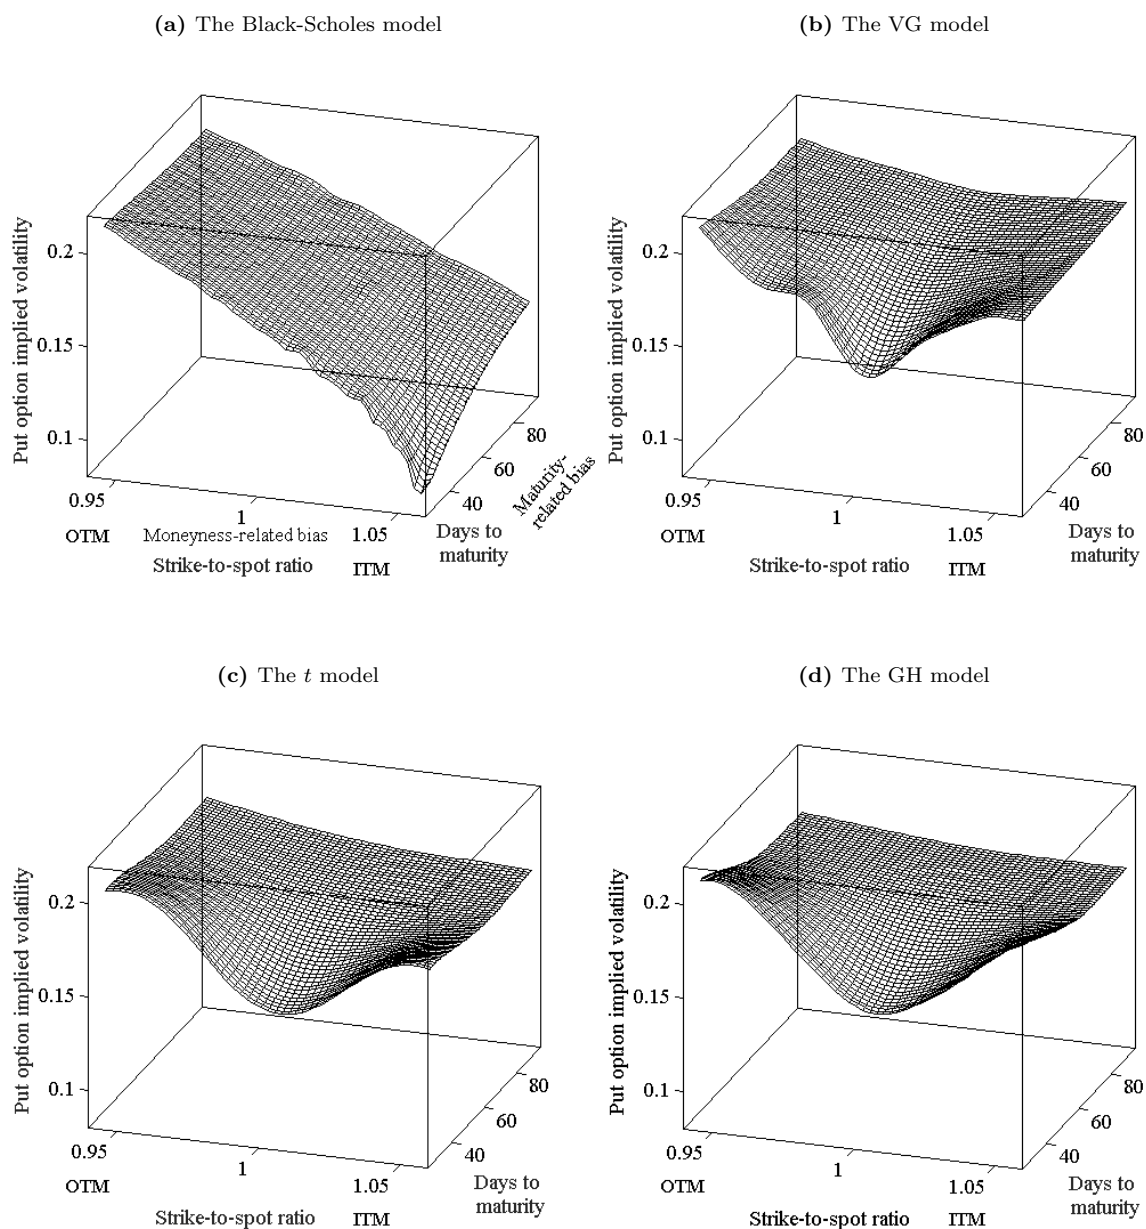 (a) The Black-Scholes model
(b) The VG model
Put option implied volatility
0.2
0.15
0.1
0.95
1
1.05
OTM
Moneyness-related bias
ITM
Strike-to-spot ratio
40
60
80
Days to
maturity
Maturity-
related bias
Put option implied volatility
0.2
0.15
0.1
0.95
1
1.05
OTM
ITM
Strike-to-spot ratio
40
60
80
Days to
maturity
(c) The t model
(d) The GH model
Put option implied volatility
0.2
0.15
0.1
0.95
1
1.05
OTM
ITM
Strike-to-spot ratio
40
60
80
Days to
maturity
Put option implied volatility
0.2
0.15
0.1
0.95
1
1.05
OTM
ITM
Strike-to-spot ratio
40
60
80
Days to
maturity